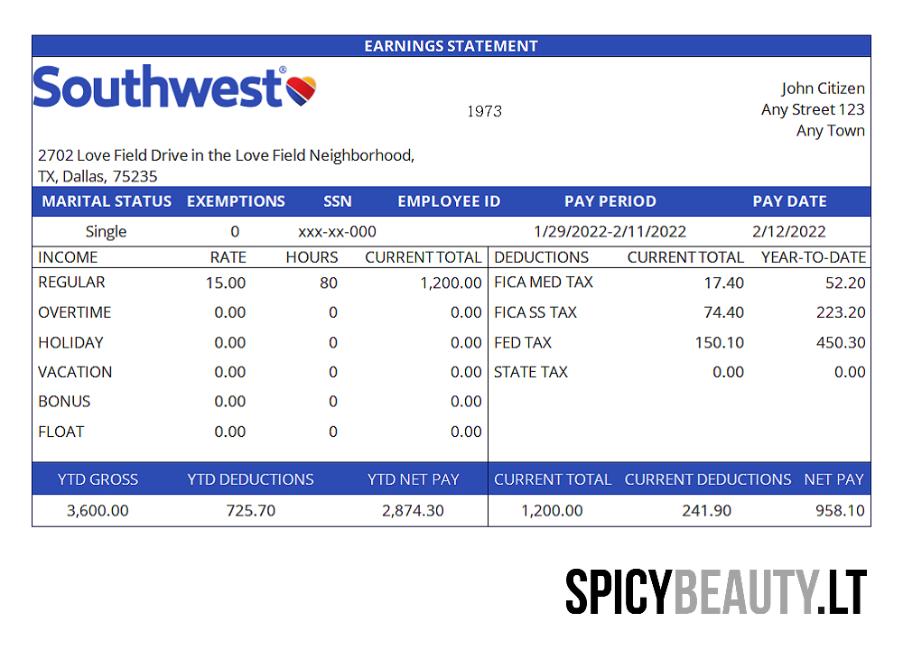 EARNINGS STATEMENT
Southwest®
1973
John Citizen
Any Street 123
Any Town
2702 Love Field Drive in the Love Field Neighborhood,
TX, Dallas, 75235
MARITAL STATUS EXEMPTIONS SSN EMPLOYEE ID PAY PERIOD PAY DATE
Single 0 xxx-xx-000 1/29/2022-2/11/2022 2/12/2022
INCOME RATE HOURS CURRENT TOTAL DEDUCTIONS CURRENT TOTAL YEAR-TO-DATE
REGULAR 15.00 80 1,200.00 FICA MED TAX 17.40 52.20
OVERTIME 0.00 0 0.00 FICA SS TAX 74.40 223.20
HOLIDAY 0.00 0 0.00 FED TAX 150.10 450.30
VACATION 0.00 0 0.00 STATE TAX 0.00 0.00
BONUS 0.00 0 0.00
FLOAT 0.00 0 0.00
YTD GROSS YTD DEDUCTIONS YTD NET PAY CURRENT TOTAL CURRENT DEDUCTIONS NET PAY
3,600.00 725.70 2,874.30 1,200.00 241.90 958.10
SPICYBEAUTY.LT